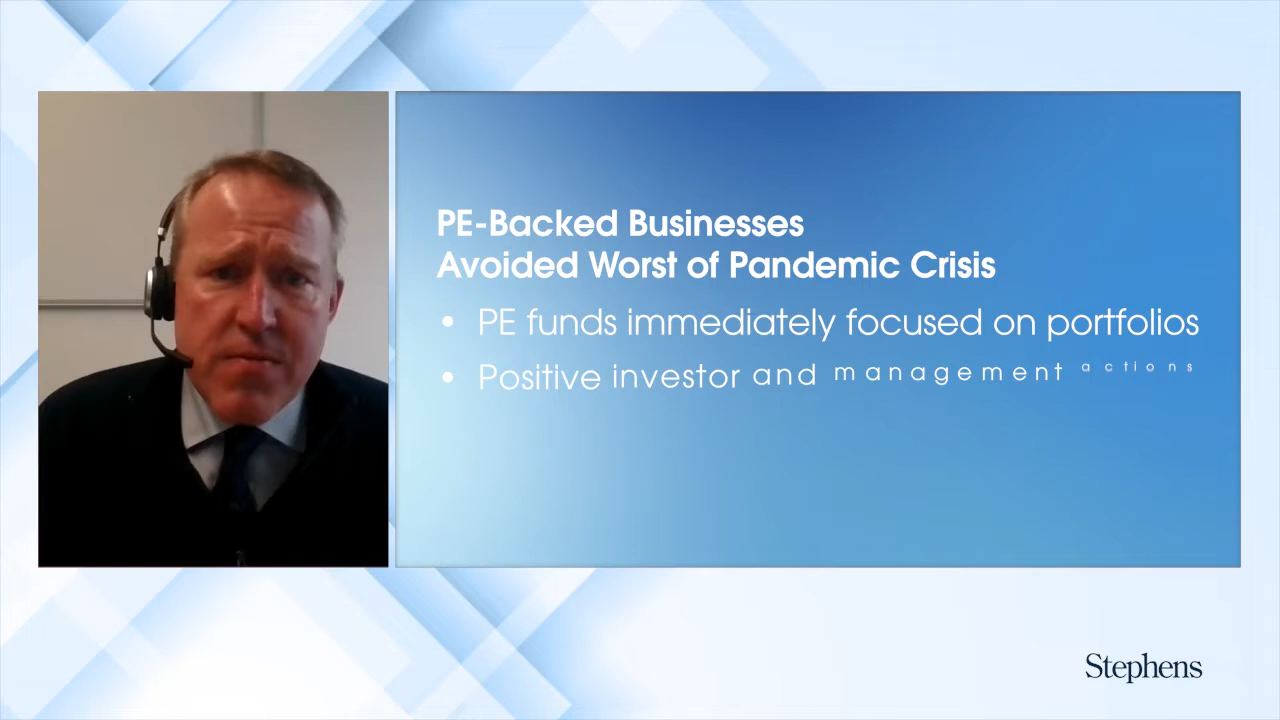 PE-Backed Businesses
Avoided Worst of Pandemic Crisis
• PE funds immediately focused on portfolios
• Positive investor and management actions
Stephens